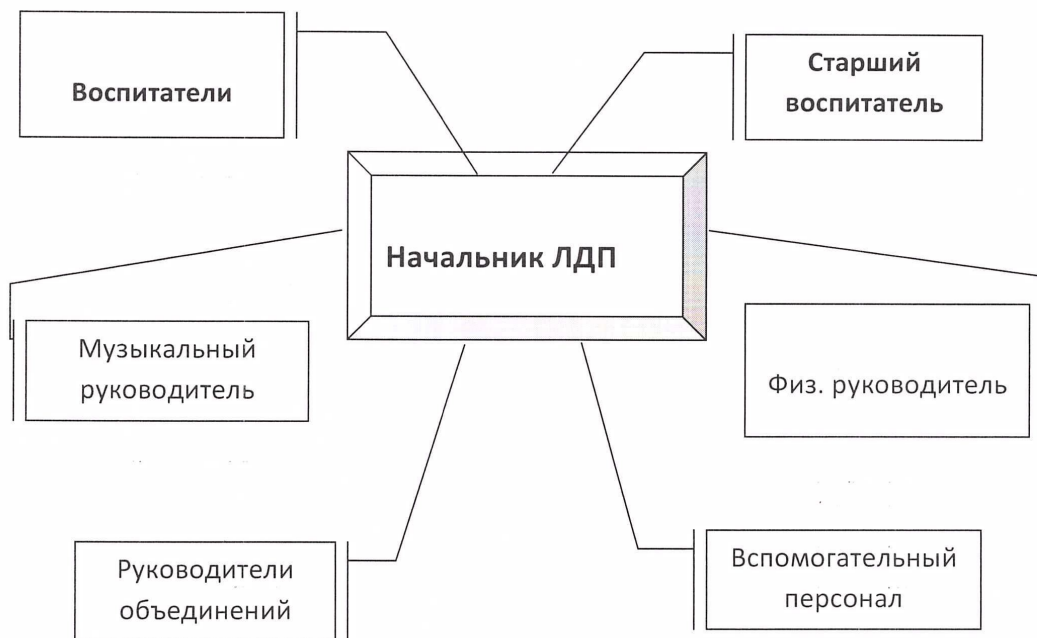 Воспитатели
Старший
воспитатель
Начальник ЛДП
Музыкальный
руководитель
Физ. руководитель
Руководители
объединений
Вспомогательный
персонал